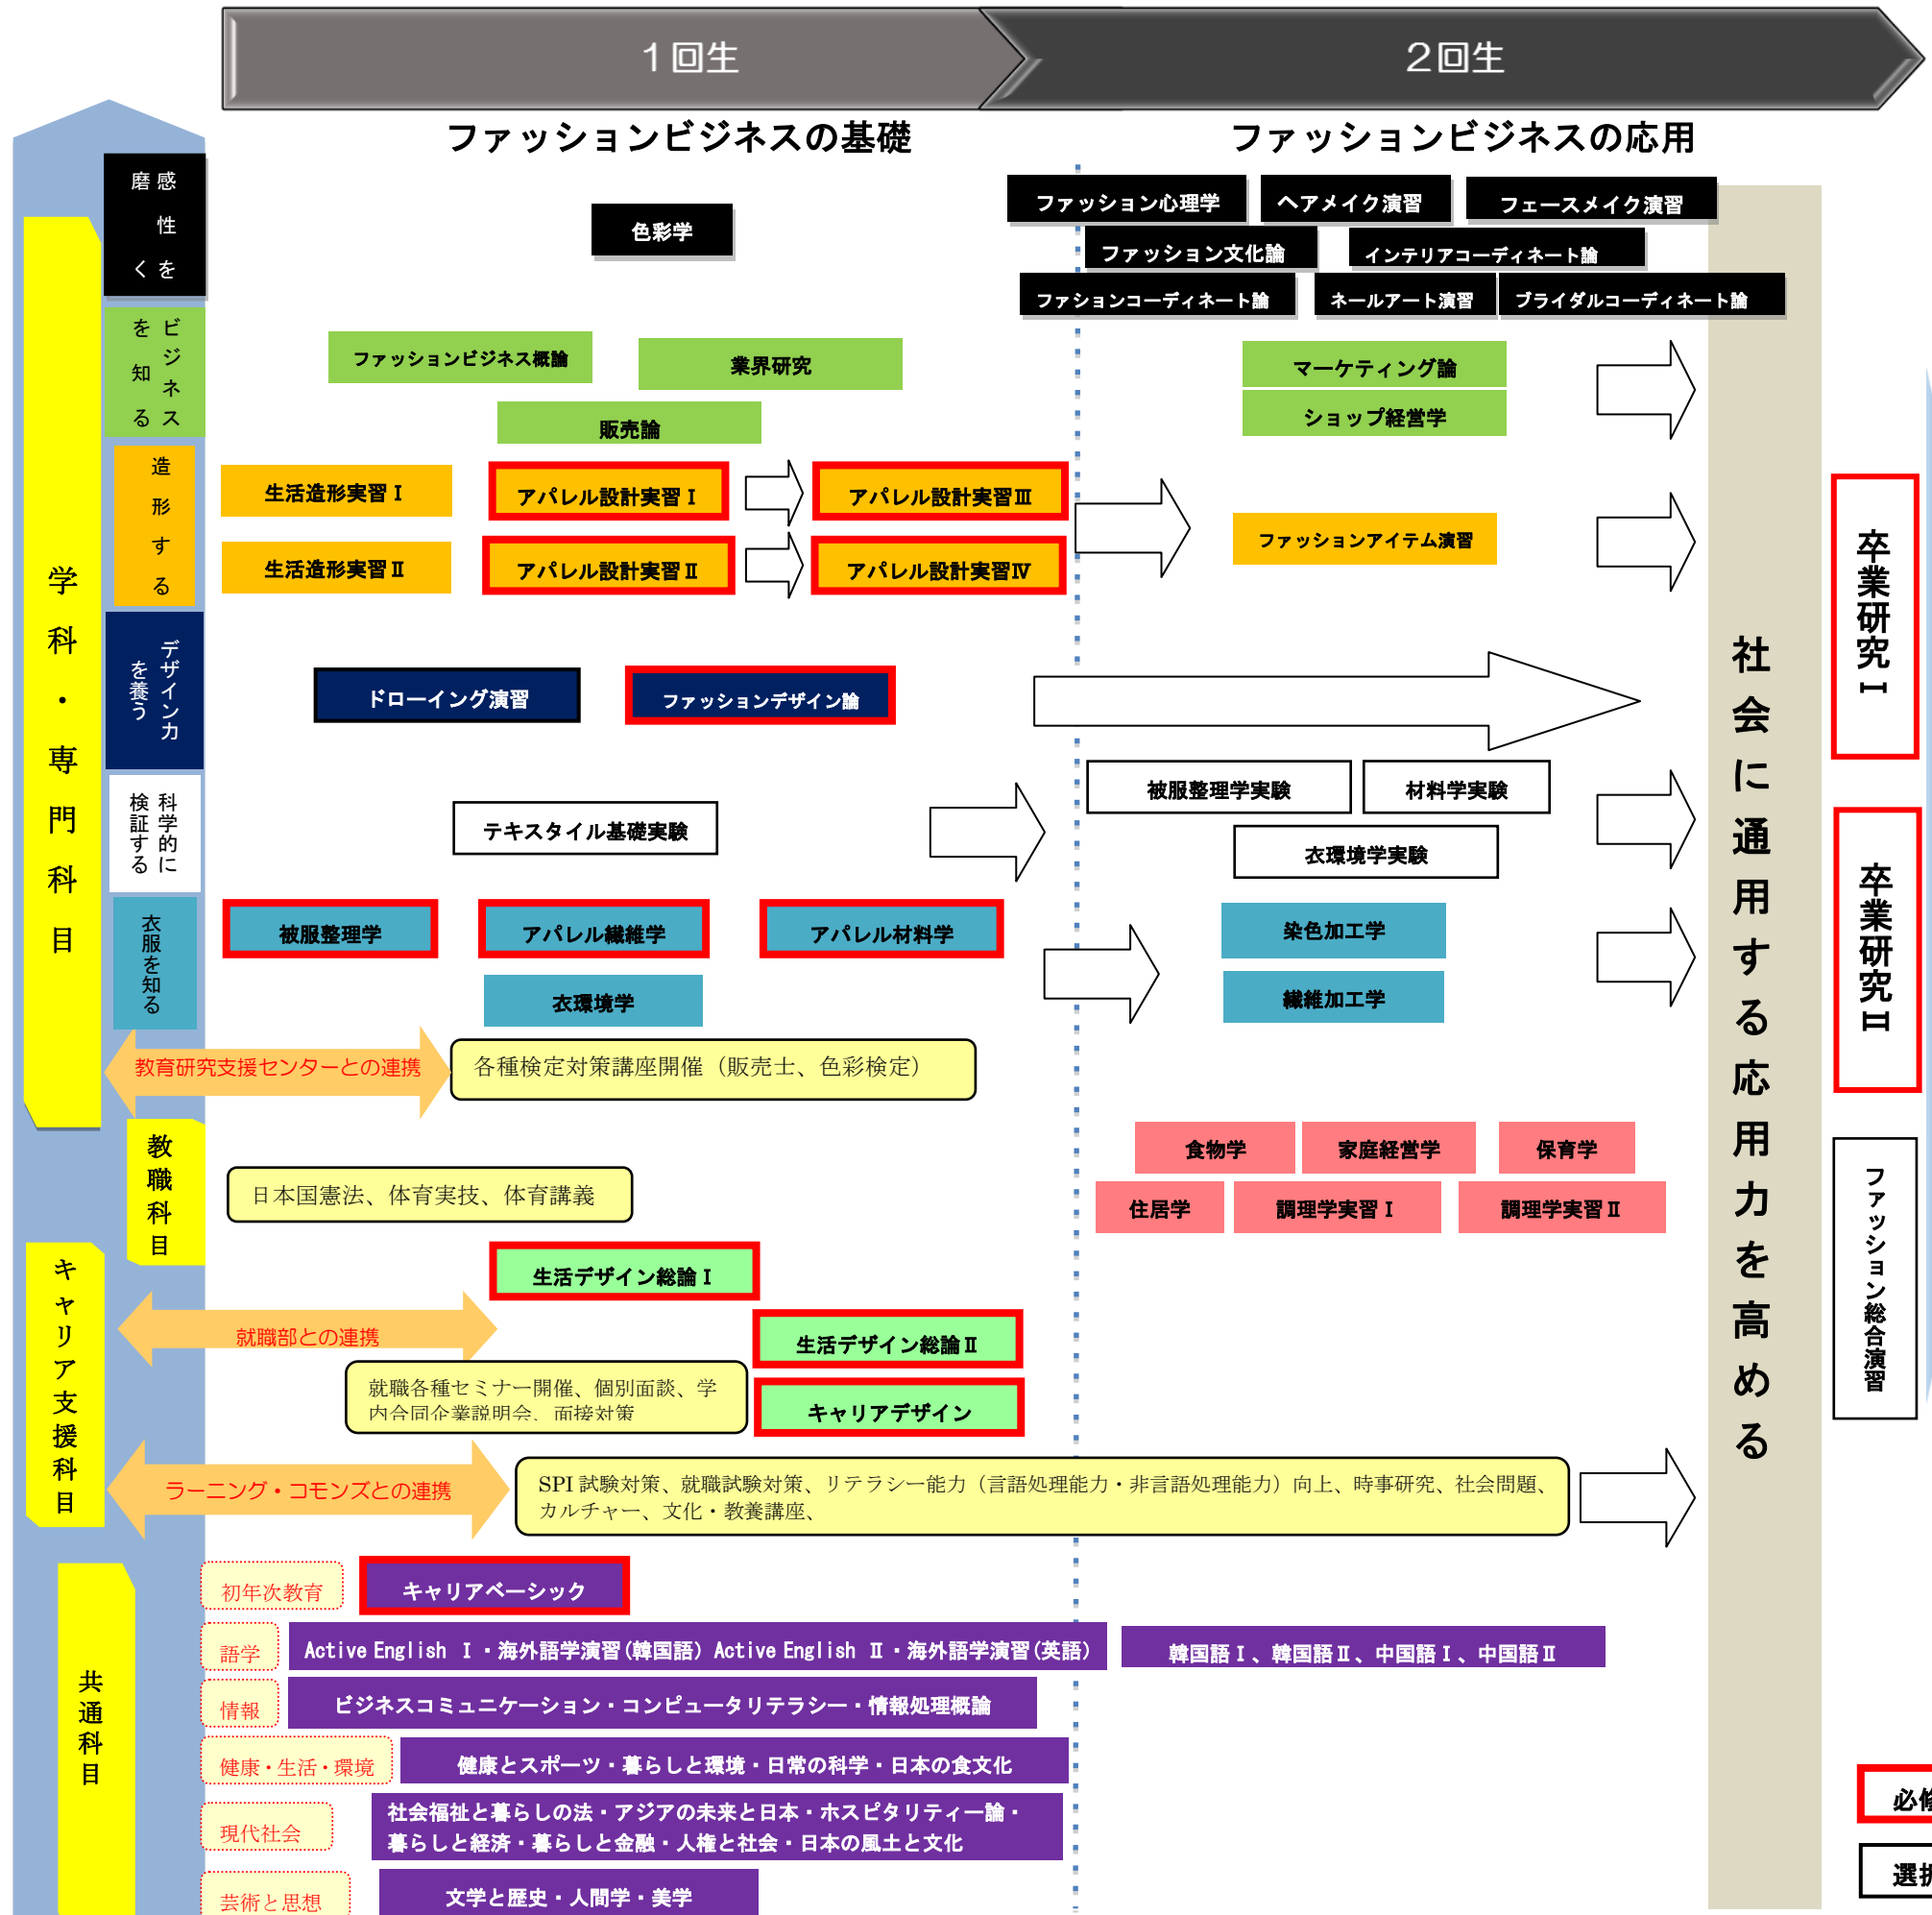 1回生
2回生
ファッションビジネスの基礎
ファッションビジネスの応用
学科・専門科目
感性を磨く
色彩学
ファッション心理学
ヘアメイク演習
フェースメイク演習
ファッション文化論
インテリアコーディネート論
ファションコーディネート論
ネールアート演習
ブライダルコーディネート論
ビジネスを知る
ファッションビジネス概論
業界研究
販売論
マーケティング論
ショップ経営学
造形する
生活造形実習Ⅰ
アパレル設計実習Ⅰ
アパレル設計実習Ⅲ
生活造形実習Ⅱ
アパレル設計実習Ⅱ
アパレル設計実習Ⅳ
ファッションアイテム演習
デザイン力を養う
ドローイング演習
ファッションデザイン論
科学的に検証する
テキスタイル基礎実験
被服整理学実験
材料学実験
衣環境学実験
衣服を知る
被服整理学
アパレル繊維学
アパレル材料学
衣環境学
染色加工学
繊維加工学
教育研究支援センターとの連携
各種検定対策講座開催（販売士、色彩検定）
教職科目
日本国憲法、体育実技、体育講義
食物学
家庭経営学
保育学
住居学
調理学実習Ⅰ
調理学実習Ⅱ
キャリア支援科目
生活デザイン総論Ⅰ
就職部との連携
生活デザイン総論Ⅱ
就職各種セミナー開催、個別面談、学
内合同企業説明会、面接対策
キャリアデザイン
ラーニング・コモンズとの連携
SPI 試験対策、就職試験対策、リテラシー能力（言語処理能力・非言語処理能力）向上、時事研究、社会問題、
カルチャー、文化・教養講座、
共通科目
初年次教育
キャリアベーシック
語学
Active English Ⅰ・海外語学演習(韓国語) Active English Ⅱ・海外語学演習(英語)
韓国語Ⅰ、韓国語Ⅱ、中国語Ⅰ、中国語Ⅱ
情報
ビジネスコミュニケーション・コンピュータリテラシー・情報処理概論
健康・生活・環境
健康とスポーツ・暮らしと環境・日常の科学・日本の食文化
現代社会
社会福祉と暮らしの法・アジアの未来と日本・ホスピタリティー論・
暮らしと経済・暮らしと金融・人権と社会・日本の風土と文化
芸術と思想
文学と歴史・人間学・美学
社会に通用する応用力を高める
卒業研究Ⅰ
卒業研究Ⅱ
ファッション総合演習
必修
選択